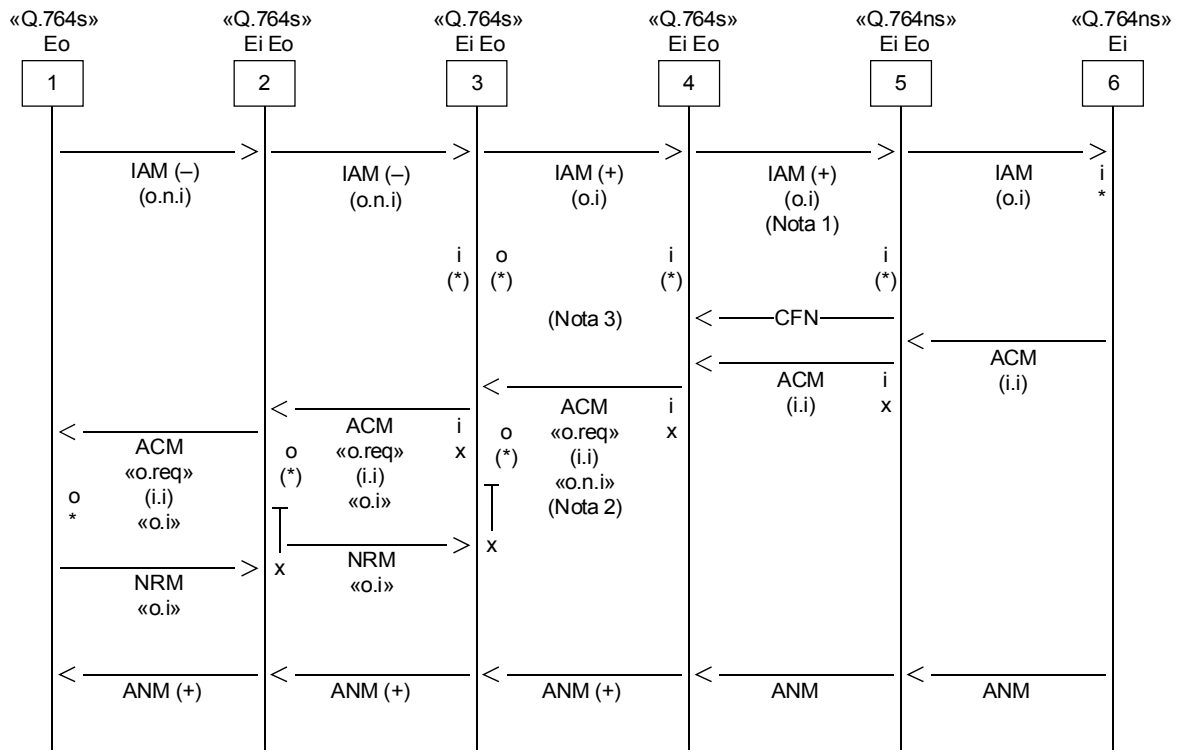 «Q.764s» «Q.764s» «Q.764s» «Q.764s» «Q.764ns» «Q.764ns»
Eo Ei Eo Ei Eo Ei Eo Ei Eo Ei
1 2 3 4 5 6
IAM (–) IAM (–) IAM (+) IAM (+) IAM i
(o.n.i) (o.n.i) (o.i) (o.i) (o.i) *
(Nota 1)
i o i i
(*) (*) (*) (*)
(Nota 3) CFN
ACM
(i.i)
ACM i
(i.i) x
ACM i
o «o.req» x
(*) (i.i)
«o.n.i»
(Nota 2)
ACM i
o «o.req» x
(*) (i.i)
«o.i»
ACM
«o.req»
o (i.i)
* «o.i»
NRM x
«o.i»
NRM x
«o.i»
ANM (+) ANM (+) ANM (+) ANM ANM